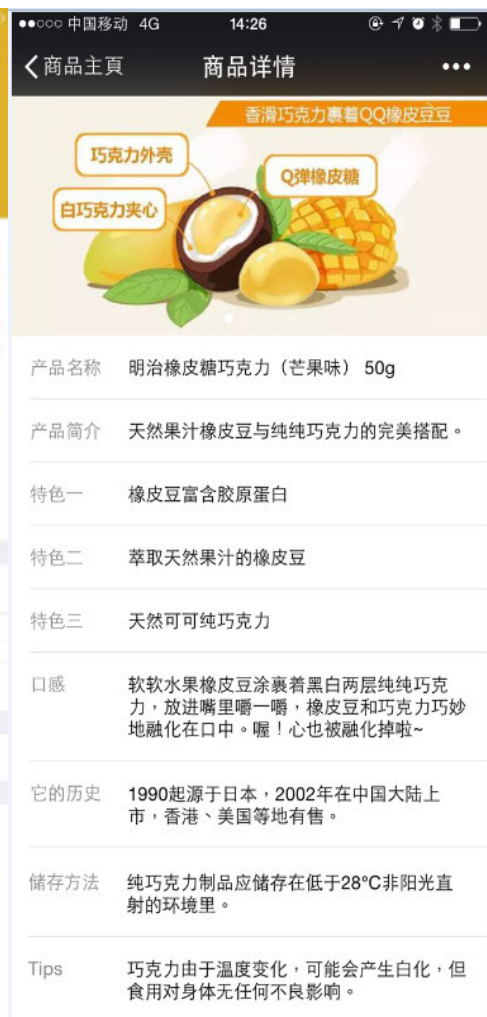 中国移动 4G 14:26
商品主頁 商品详情
香滑巧克力裹着QQ橡皮豆豆
巧克力外壳
Q弹橡皮糖
白巧克力夹心
产品名称 明治橡皮糖巧克力（芒果味） 50g
产品简介 天然果汁橡皮豆与纯纯巧克力的完美搭配。
特色一 橡皮豆富含胶原蛋白
特色二 萃取天然果汁的橡皮豆
特色三 天然可可纯巧克力
口感 软软水果橡皮豆涂裹着黑白两层纯纯巧克
力，放进嘴里嚼一嚼，橡皮豆和巧克力巧妙
地融化在口中。喔！心也被融化掉啦~
它的历史 1990起源于日本，2002年在中国大陆上
市，香港、美国等地有售。
储存方法 纯巧克力制品应储存在低于28°C非阳光直
射的环境里。
Tips 巧克力由于温度变化，可能会产生白化，但
食用对身体无任何不良影响。